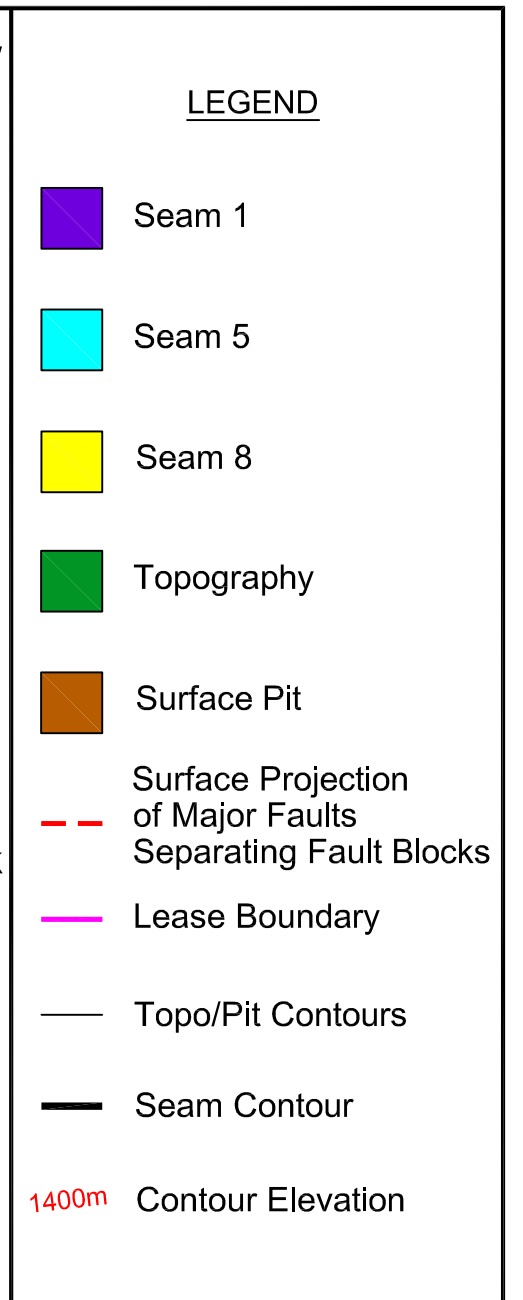 LEGEND
Seam 1
Seam 5
Seam 8
Topography
Surface Pit
Surface Projection
of Major Faults
Separating Fault Blocks
Lease Boundary
Topo/Pit Contours
Seam Contour
1400m Contour Elevation